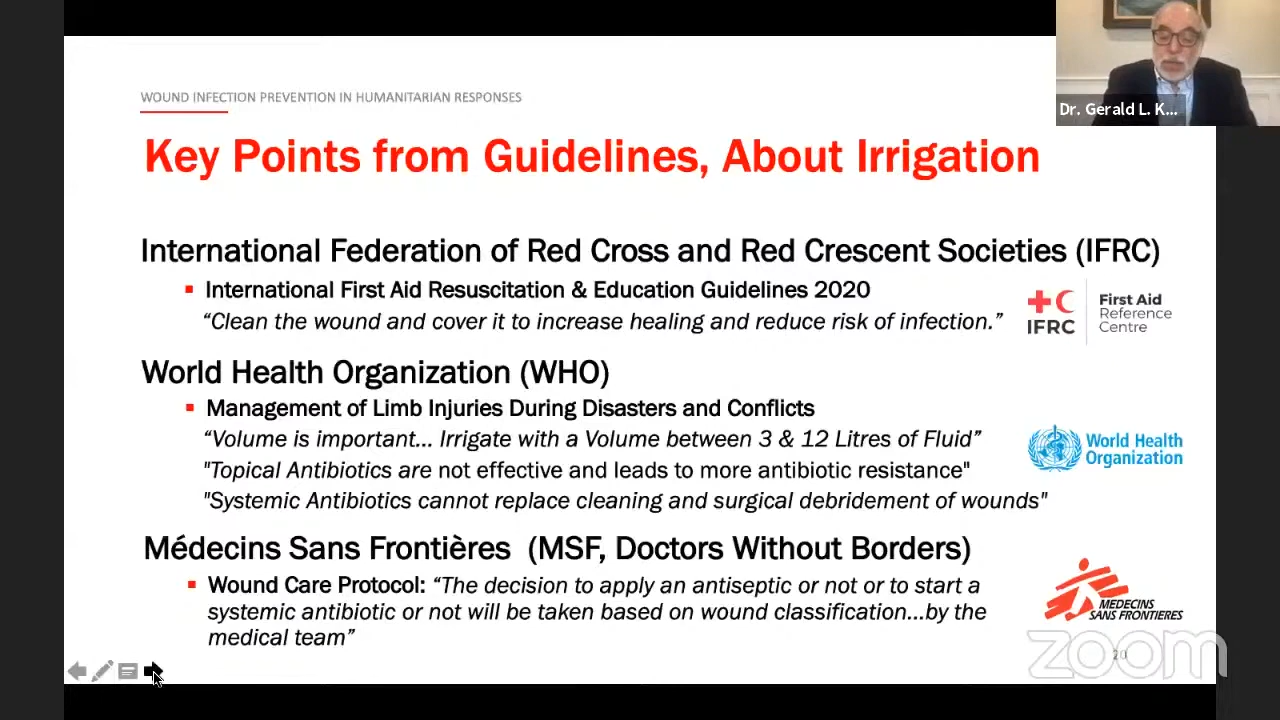 Dr. Gerald L. K...
WOUND INFECTION PREVENTION IN HUMANITARIAN RESPONSES
Key Points from Guidelines, About Irrigation
International Federation of Red Cross and Red Crescent Societies (IFRC)
▪ International First Aid Resuscitation & Education Guidelines 2020
“Clean the wound and cover it to increase healing and reduce risk of infection.”
IFRC
First Aid
Reference
Centre
World Health Organization (WHO)
▪ Management of Limb Injuries During Disasters and Conflicts
“Volume is important... Irrigate with a Volume between 3 & 12 Litres of Fluid”
"Topical Antibiotics are not effective and leads to more antibiotic resistance"
"Systemic Antibiotics cannot replace cleaning and surgical debridement of wounds"
World Health
Organization
Médecins Sans Frontières (MSF, Doctors Without Borders)
▪ Wound Care Protocol: “The decision to apply an antiseptic or not or to start a
systemic antibiotic or not will be taken based on wound classification...by the
medical team”
MEDECINS
SANS FRONTIERES
20
zoom